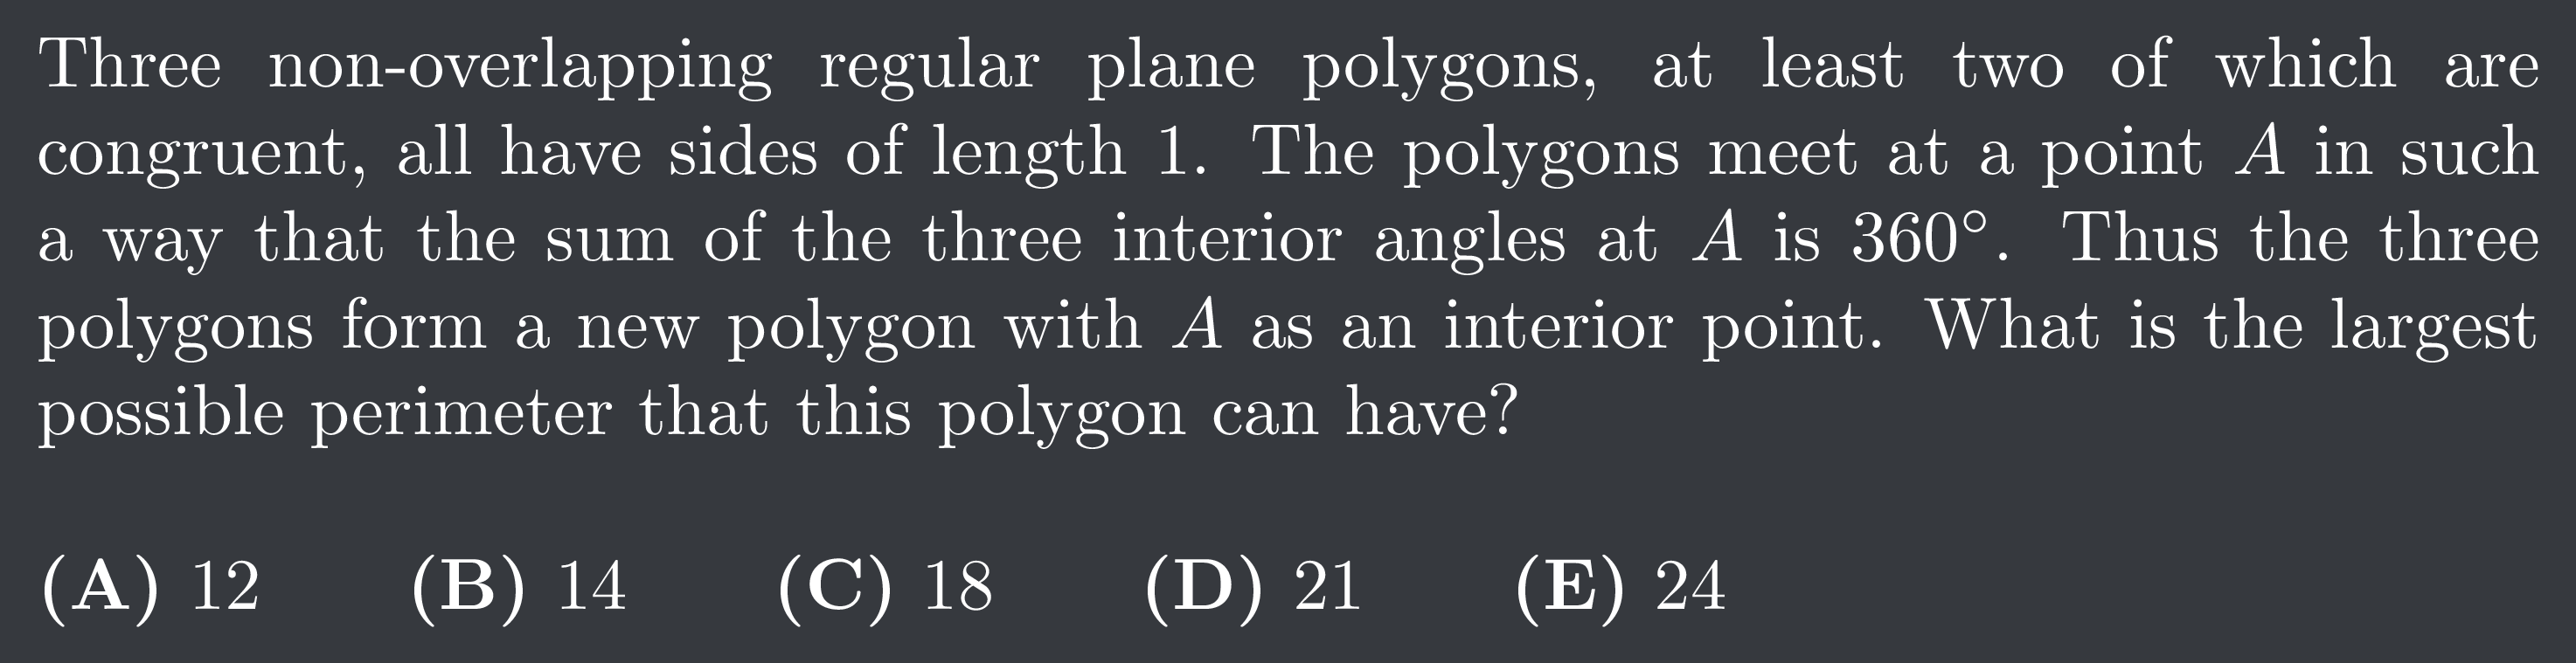 Three non-overlapping regular plane polygons, at least two of which are
congruent, all have sides of length 1. The polygons meet at a point A in such
a way that the sum of the three interior angles at A is 360°. Thus the three
polygons form a new polygon with A as an interior point. What is the largest
possible perimeter that this polygon can have?
(A) 12 (B) 14 (C) 18 (D) 21 (E) 24